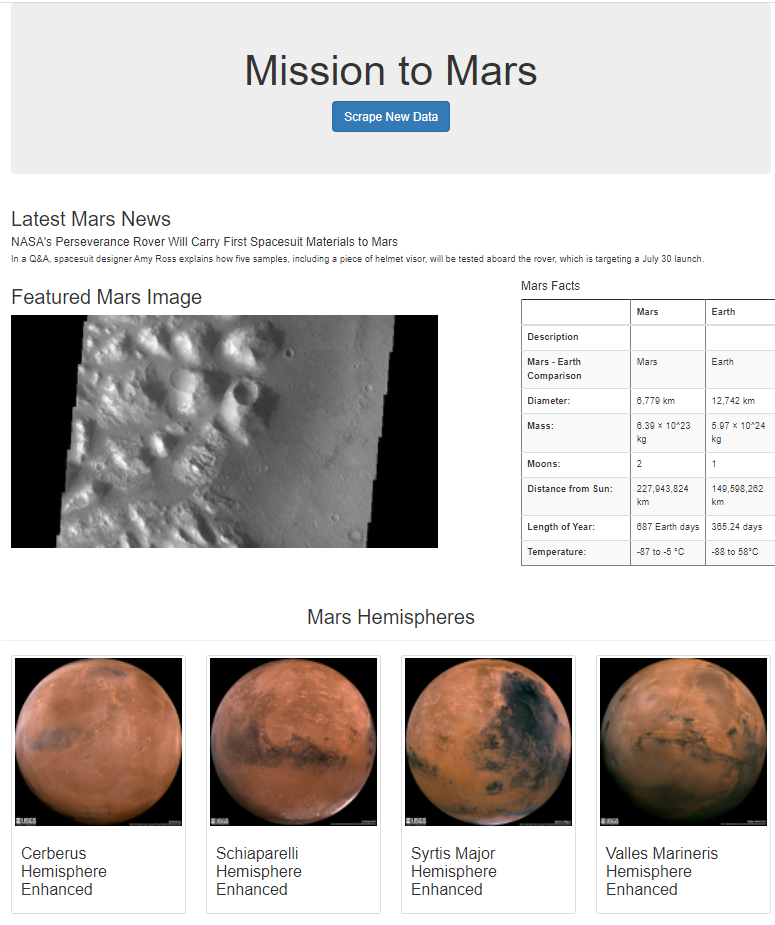 Mission to Mars
Scrape New Data
Latest Mars News
NASA's Perseverance Rover Will Carry First Spacesuit Materials to Mars
In a Q&A, spacesuit designer Amy Ross explains how five samples, including a piece of helmet visor, will be tested aboard the rover, which is targeting a July 30 launch.
Featured Mars Image
Mars Facts
Mars Earth
Description
Mars - Earth Mars Earth
Comparison
Diameter: 6,779 km 12,742 km
Mass: 6.39 × 10^23 5.97 × 10^24
kg kg
Moons: 2 1
Distance from Sun: 227,943,824 149,598,262
km km
Length of Year: 687 Earth days 365.24 days
Temperature: -87 to -5 °C -88 to 58°C
Mars Hemispheres
USGS USGS USGS USGS
Cerberus Schiaparelli Syrtis Major Valles Marineris
Hemisphere Hemisphere Hemisphere Hemisphere
Enhanced Enhanced Enhanced Enhanced